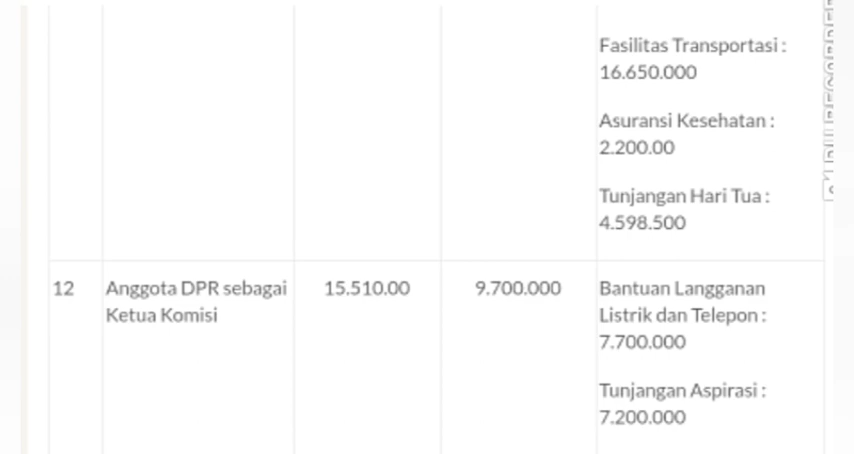 Fasilitas Transportasi :
16.650.000
Asuransi Kesehatan :
2.200.00
Tunjangan Hari Tua :
4.598.500
12 Anggota DPR sebagai 15.510.00 9.700.000 Bantuan Langganan
Ketua Komisi Listrik dan Telepon :
7.700.000
Tunjangan Aspirasi :
7.200.000